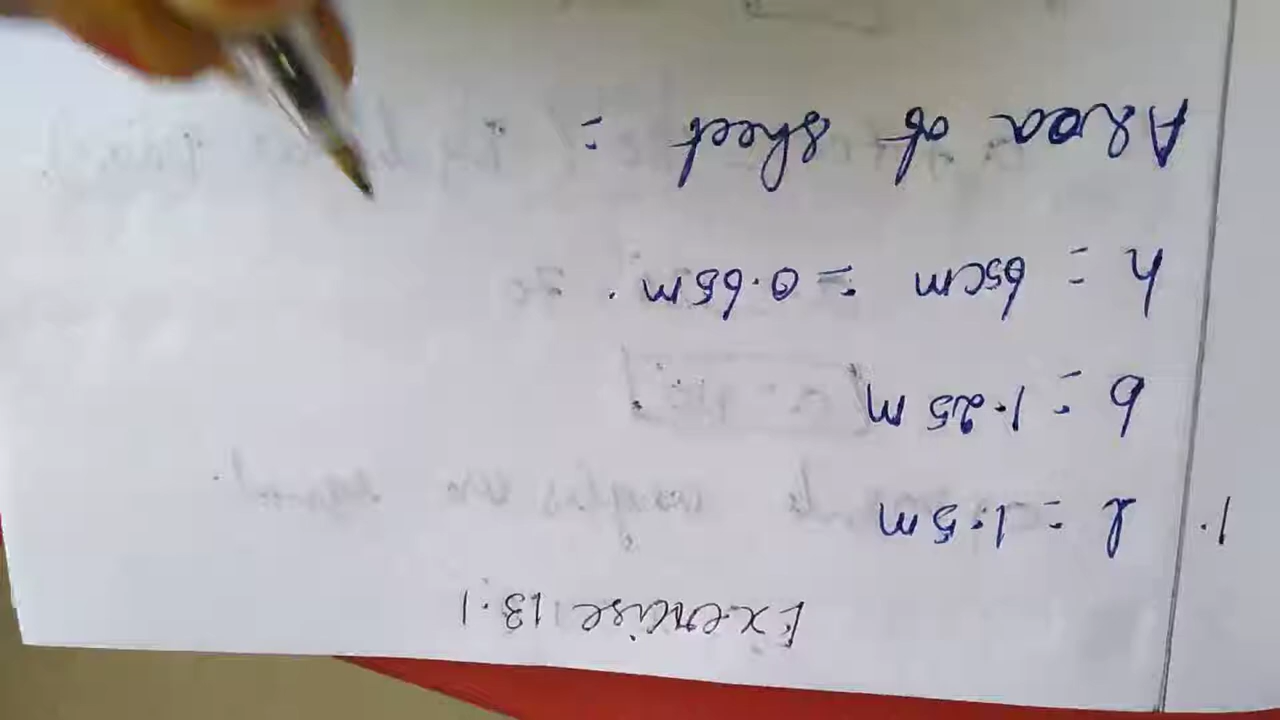 Exercise 13.1
1. l = 1.5m
b = 1.25 m
h = 65cm = 0.65m.
Area of sheet =